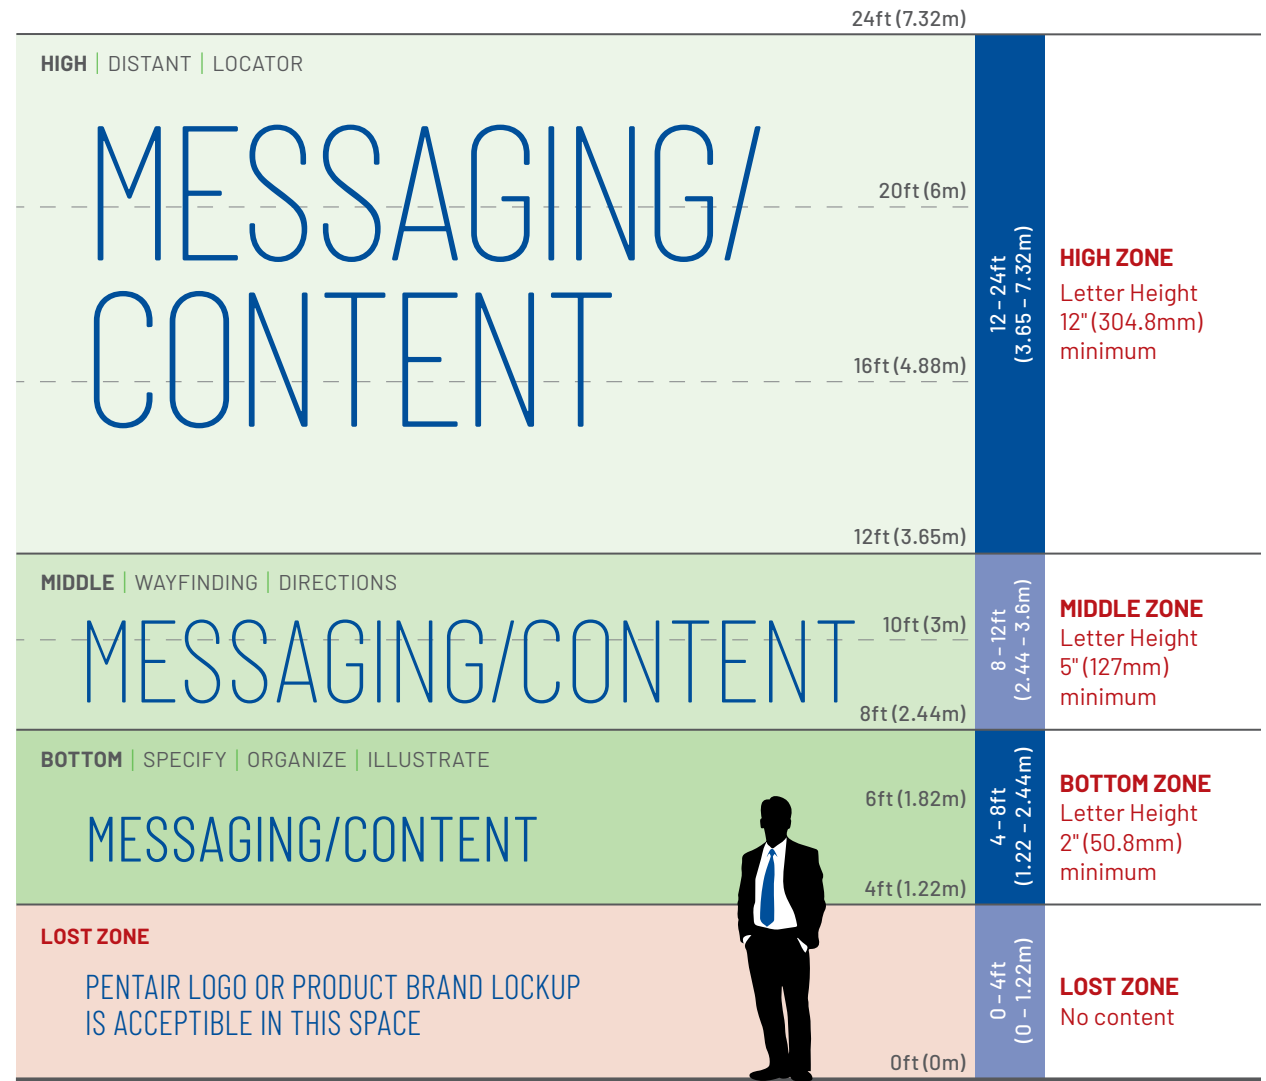 24ft (7.32m)
HIGH | DISTANT | LOCATOR
MESSAGING/
CONTENT
20ft (6m)
16ft (4.88m)
12ft (3.65m)
12 – 24ft
(3.65 – 7.32m)
HIGH ZONE
Letter Height
12" (304.8mm)
minimum
MIDDLE | WAYFINDING | DIRECTIONS
MESSAGING/CONTENT
10ft (3m)
8ft (2.44m)
8 – 12ft
(2.44 – 3.6m)
MIDDLE ZONE
Letter Height
5" (127mm)
minimum
BOTTOM | SPECIFY | ORGANIZE | ILLUSTRATE
MESSAGING/CONTENT
6ft (1.82m)
4ft (1.22m)
4 – 8ft
(1.22 – 2.44m)
BOTTOM ZONE
Letter Height
2" (50.8mm)
minimum
LOST ZONE
PENTAIR LOGO OR PRODUCT BRAND LOCKUP
IS ACCEPTIBLE IN THIS SPACE
0ft (0m)
0 – 4ft
(0 – 1.22m)
LOST ZONE
No content